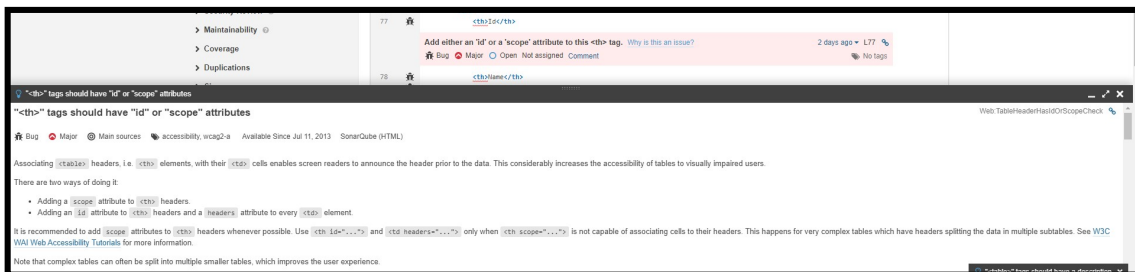 > Maintainability
> Coverage
> Duplications
77 <th>Id</th>
Add either an 'id' or a 'scope' attribute to this <th> tag. Why is this an issue? 2 days ago L77
Bug Major Open Not assigned Comment No tags
78 <th>Name</th>
"<th>" tags should have "id" or "scope" attributes
"<th>" tags should have "id" or "scope" attributes Web:TableHeaderHasIdOrScopeCheck
Bug Major Main sources accessibility, wcag2-a Available Since Jul 11, 2013 SonarQube (HTML)
Associating <table> headers, i.e. <th> elements, with their <td> cells enables screen readers to announce the header prior to the data. This considerably increases the accessibility of tables to visually impaired users.
There are two ways of doing it:
• Adding a scope attribute to <th> headers.
• Adding an id attribute to <th> headers and a headers attribute to every <td> element.
It is recommended to add scope attributes to <th> headers whenever possible. Use <th id="..."> and <td headers="..."> only when <th scope="..."> is not capable of associating cells to their headers. This happens for very complex tables which have headers splitting the data in multiple subtables. See W3C
WAI Web Accessibility Tutorials for more information.
Note that complex tables can often be split into multiple smaller tables, which improves the user experience.
"<table>" tags should have a description